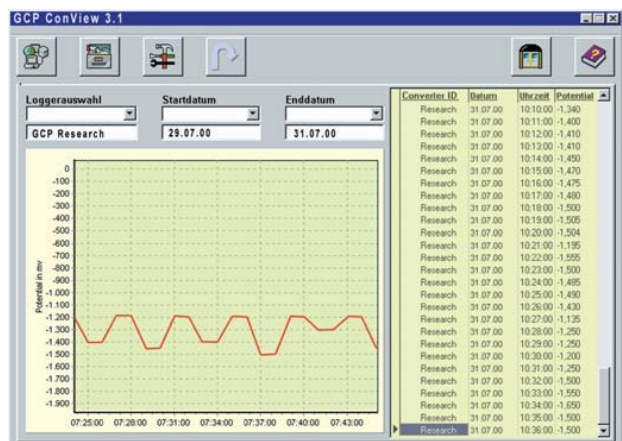 GCP ConView 3.1
Loggerauswahl
Startdatum
Enddatum
GCP Research
29.07.00
31.07.00
Potential in mv
0
-100
-200
-300
-400
-500
-600
-700
-800
-900
-1.000
-1.100
-1.200
-1.300
-1.400
-1.500
-1.600
-1.700
-1.800
-1.900
07:25:00 07:28:00 07:31:00 07:34:00 07:37:00 07:40:00 07:43:00
Converter ID Datum Uhrzeit Potential
Research 31.07.00 10:10:00 -1,340
Research 31.07.00 10:11:00 -1,400
Research 31.07.00 10:12:00 -1,410
Research 31.07.00 10:13:00 -1,410
Research 31.07.00 10:14:00 -1,450
Research 31.07.00 10:15:00 -1,470
Research 31.07.00 10:16:00 -1,475
Research 31.07.00 10:17:00 -1,480
Research 31.07.00 10:18:00 -1,500
Research 31.07.00 10:19:00 -1,505
Research 31.07.00 10:20:00 -1,504
Research 31.07.00 10:21:00 -1,195
Research 31.07.00 10:22:00 -1,555
Research 31.07.00 10:23:00 -1,500
Research 31.07.00 10:24:00 -1,485
Research 31.07.00 10:25:00 -1,490
Research 31.07.00 10:26:00 -1,430
Research 31.07.00 10:27:00 -1,135
Research 31.07.00 10:28:00 -1,250
Research 31.07.00 10:29:00 -1,250
Research 31.07.00 10:30:00 -1,200
Research 31.07.00 10:31:00 -1,250
Research 31.07.00 10:32:00 -1,500
Research 31.07.00 10:33:00 -1,550
Research 31.07.00 10:34:00 -1,650
Research 31.07.00 10:35:00 -1,500
Research 31.07.00 10:36:00 -1,500